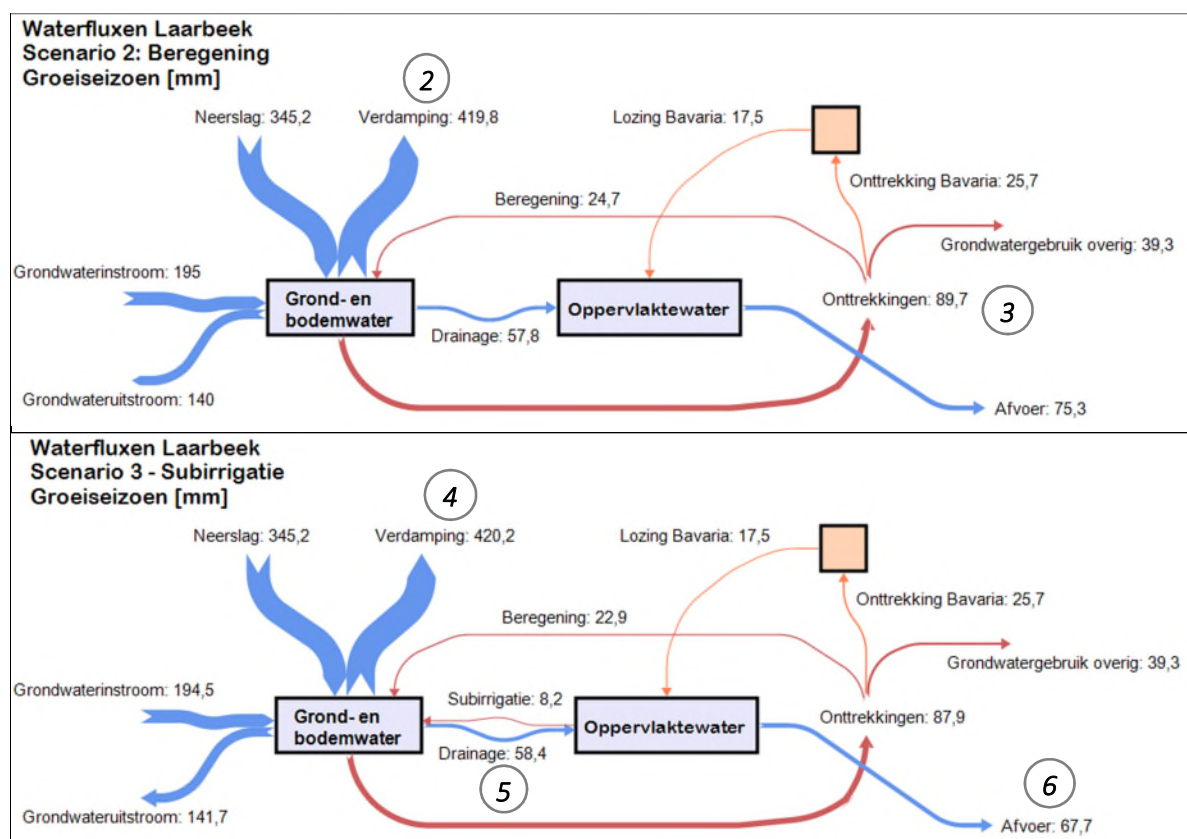 Waterfluxen Laarbeek
Scenario 2: Beregening
Groeiseizoen [mm]
2
Neerslag: 345,2
Verdamping: 419,8
Lozing Bavaria: 17,5
Onttrekking Bavaria: 25,7
Beregening: 24,7
Grondwatergebruik overig: 39,3
Grondwaterinstroom: 195
Grond- en
bodemwater
Oppervlaktewater
Onttrekkingen: 89,7
3
Drainage: 57,8
Grondwateruitstroom: 140
Afvoer: 75,3
Waterfluxen Laarbeek
Scenario 3 - Subirrigatie
Groeiseizoen [mm]
4
Neerslag: 345,2
Verdamping: 420,2
Lozing Bavaria: 17,5
Onttrekking Bavaria: 25,7
Beregening: 22,9
Grondwatergebruik overig: 39,3
Grondwaterinstroom: 194,5
Subirrigatie: 8,2
Grond- en
bodemwater
Oppervlaktewater
Onttrekkingen: 87,9
Drainage: 58,4
5
6
Grondwateruitstroom: 141,7
Afvoer: 67,7